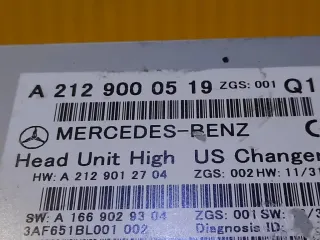 A 212 900 05 19 ZGS: 001 Q1
MERCEDES-BENZ
Head Unit High US Changer
HW: A 212 901 27 04 ZGS: 002 HW: 11/3
SW: A 166 902 93 04 ZGS: 001 SW:
3AF651BL001 002 Diagnosis ID: